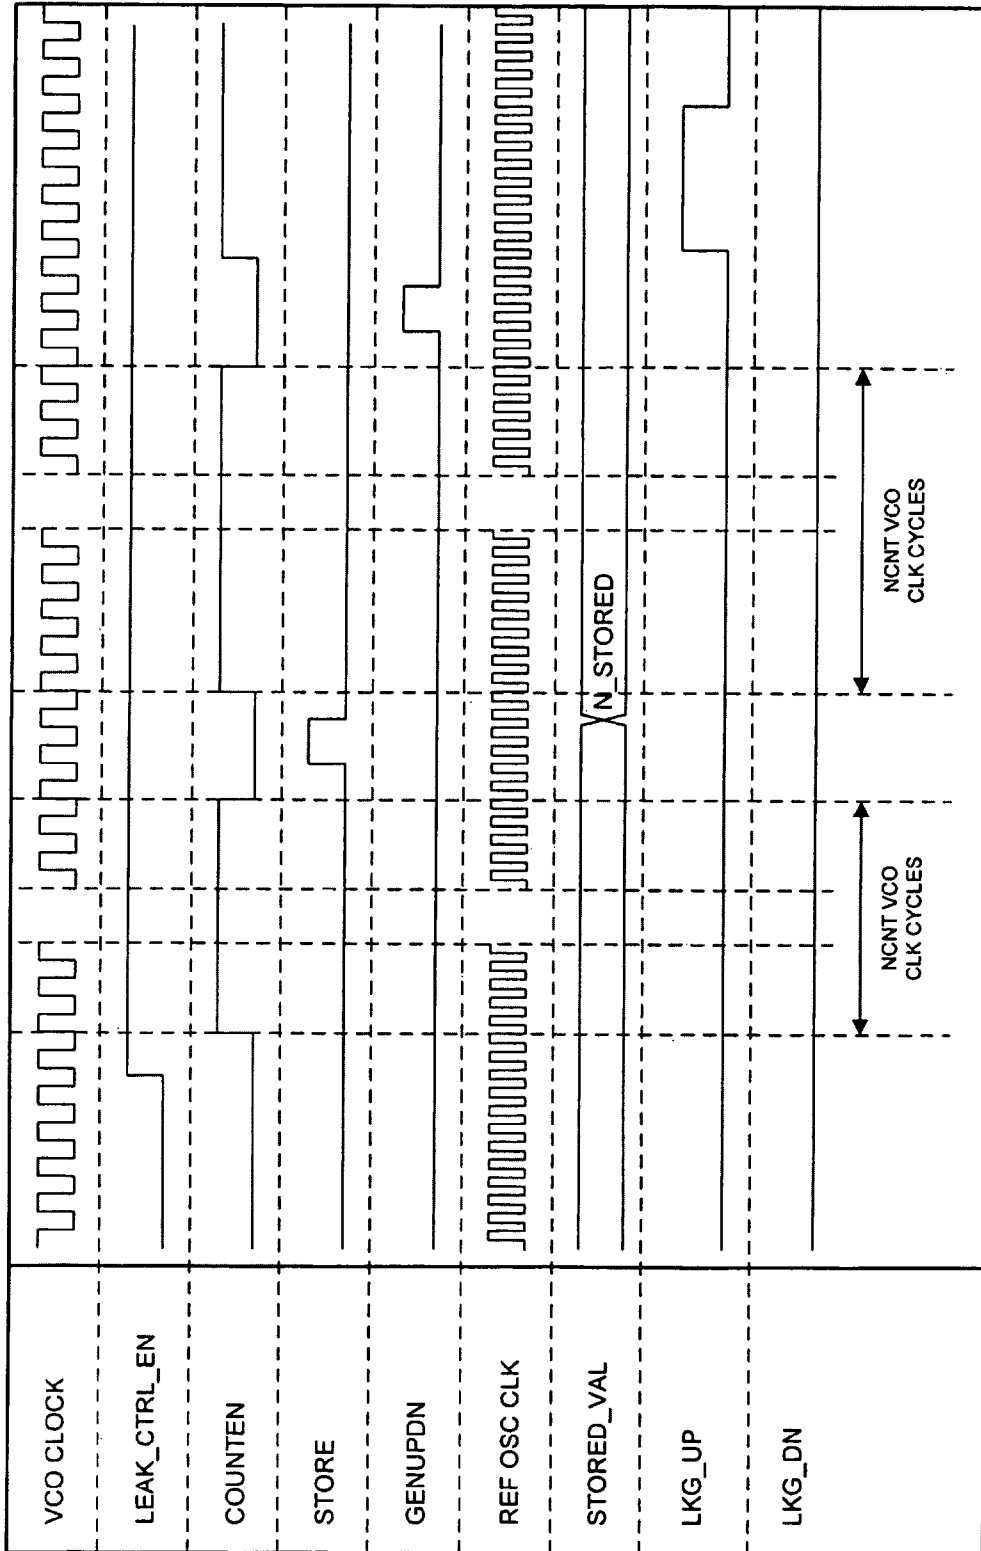 VCO CLOCK
LEAK_CTRL_EN
COUNTEN
STORE
GENUPDN
REF OSC CLK
STORED_VAL
N_STORED
LKG_UP
LKG_DN
NCNT VCO
CLK CYCLES
NCNT VCO
CLK CYCLES